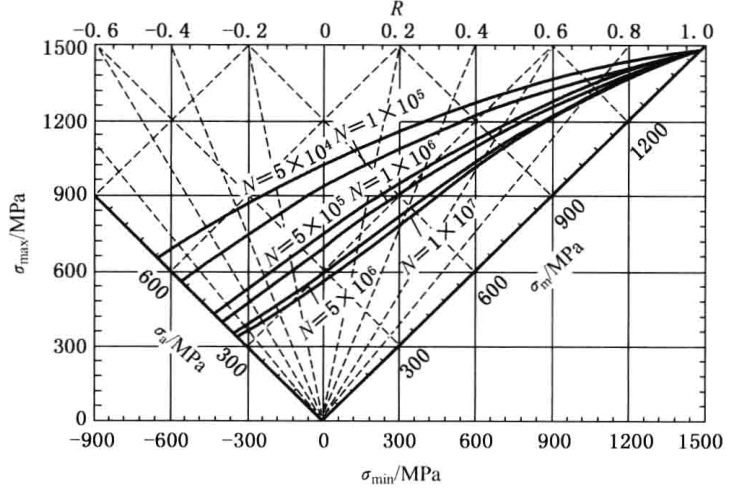 R
−0.6 −0.4 −0.2 0 0.2 0.4 0.6 0.8 1.0
1500
1200
900
600
300
0
σmax/MPa
N=5×10⁴
N=1×10⁵
N=5×10⁵
N=1×10⁶
N=5×10⁶
N=1×10⁷
600
300
σa/MPa
300
600
900
1200
σm/MPa
−900 −600 −300 0 300 600 900 1200 1500
σmin/MPa